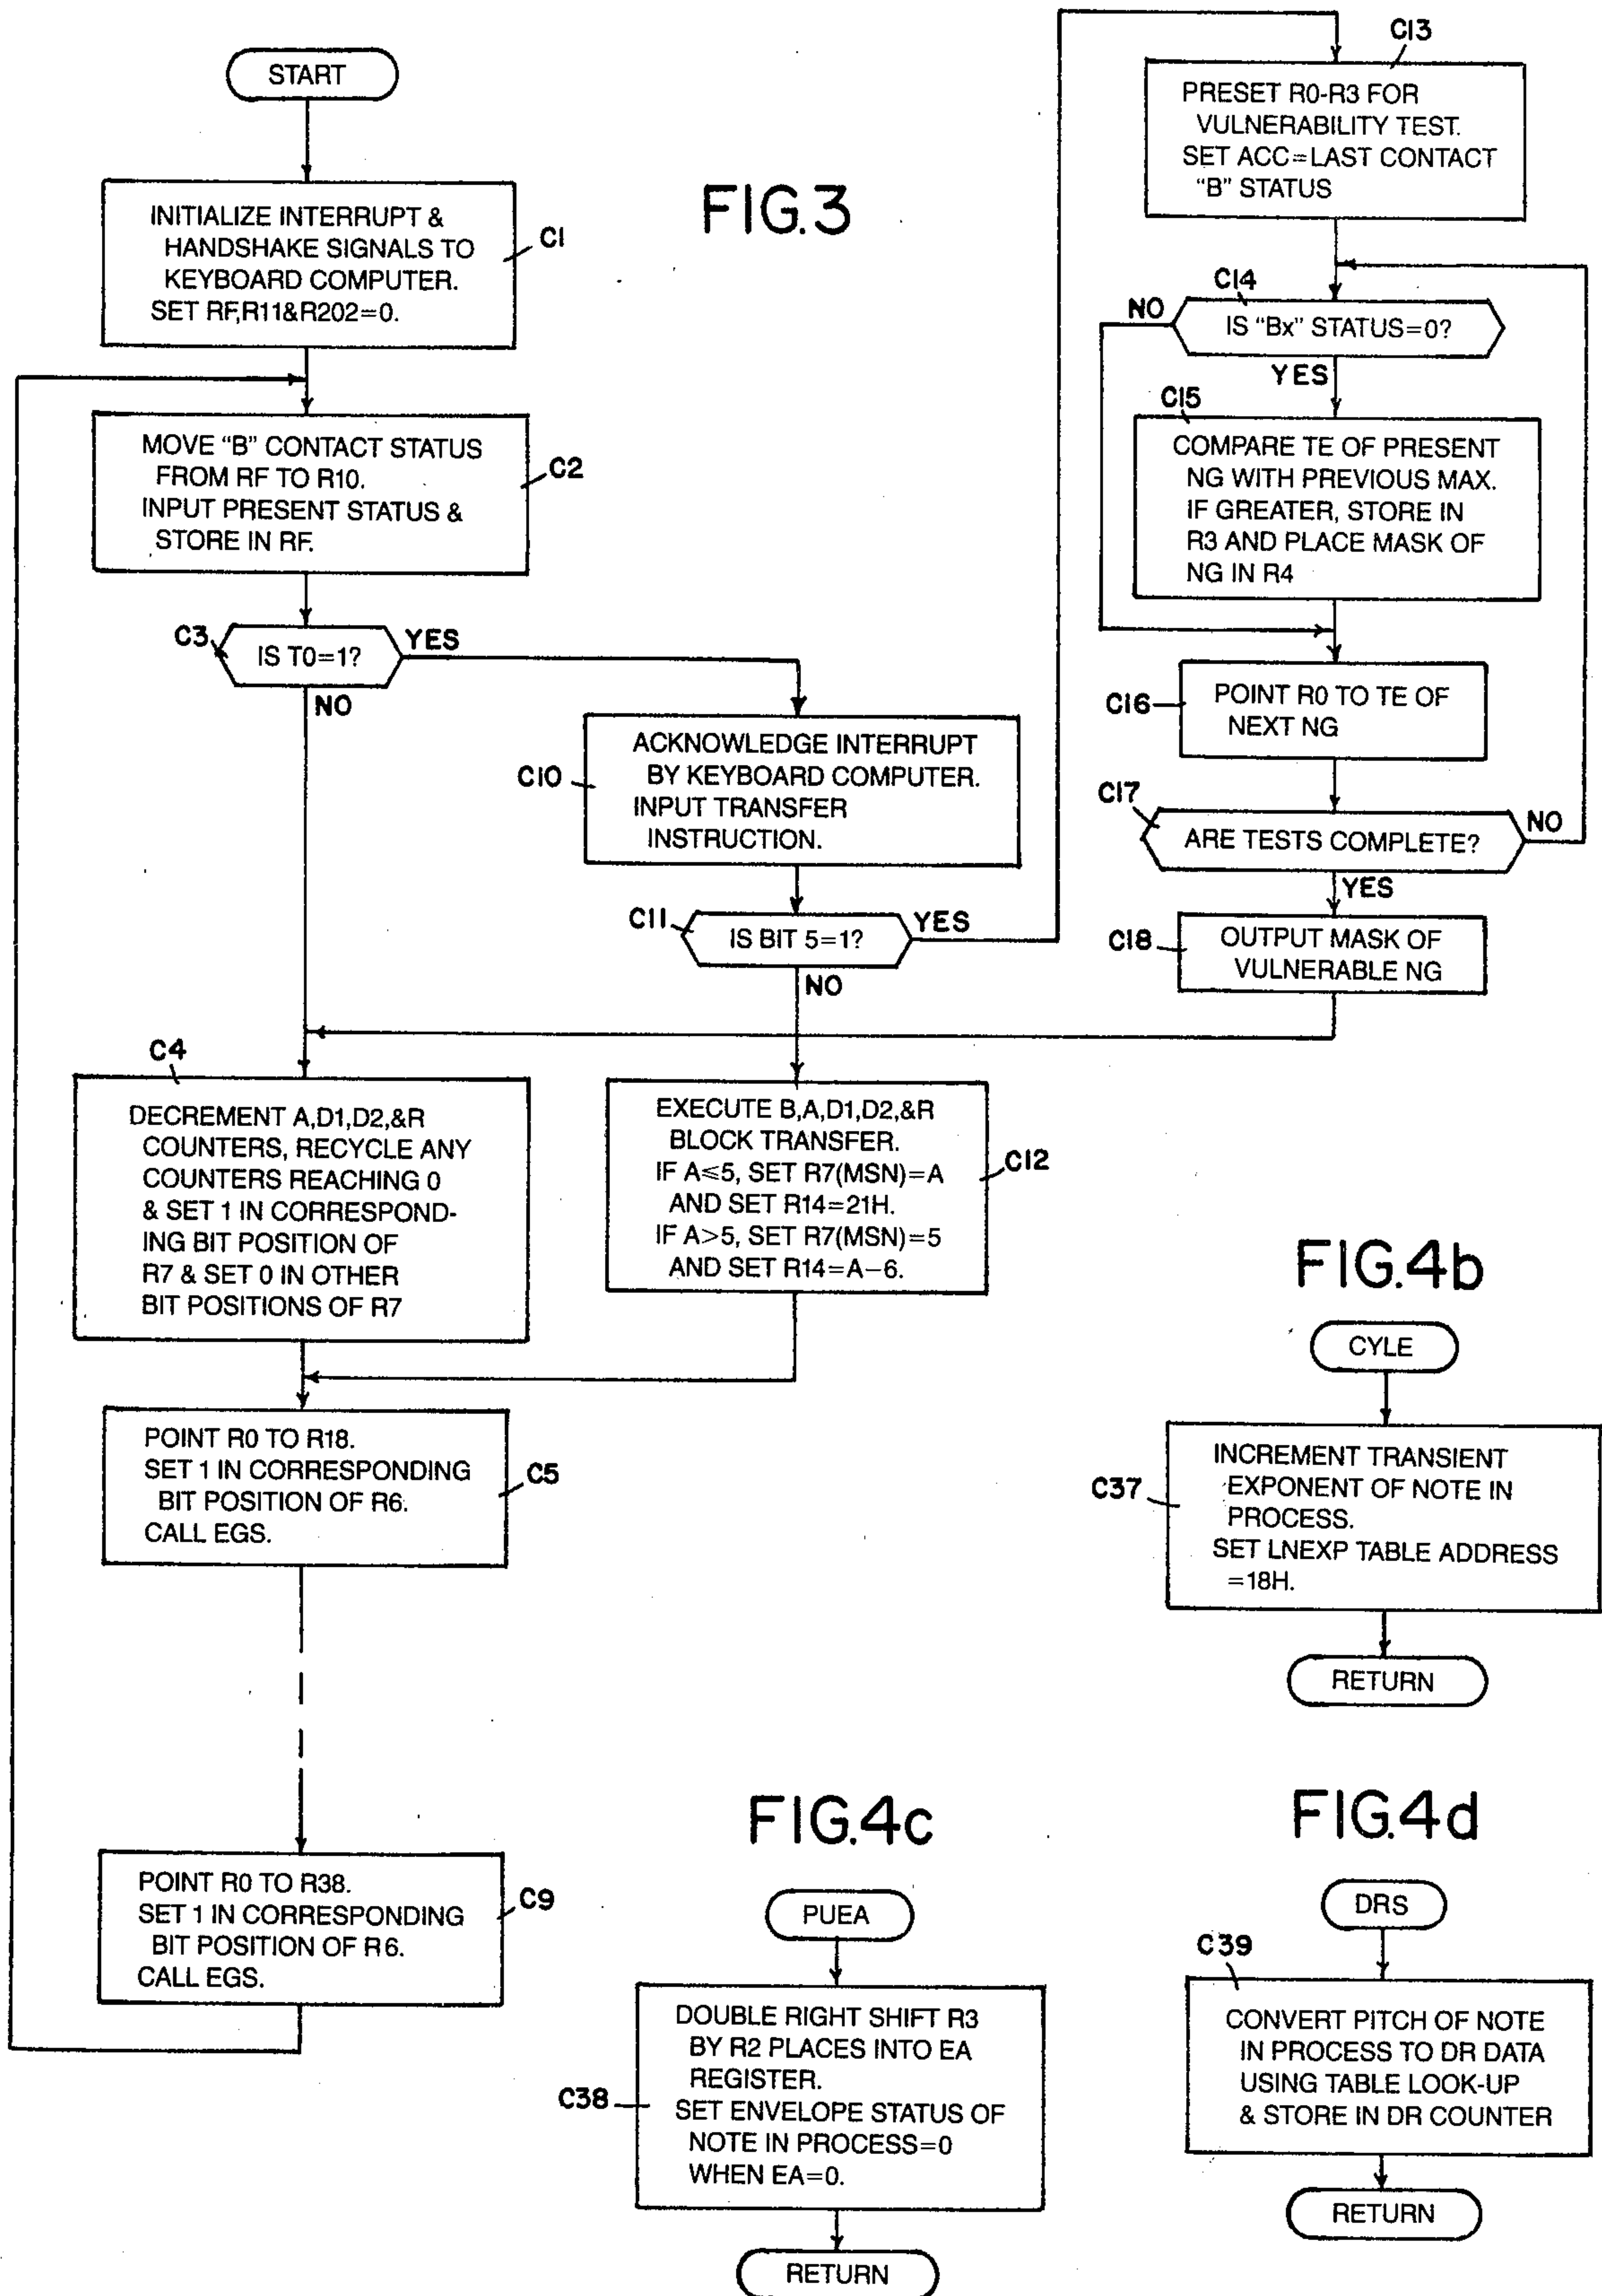 FIG.3
START
INITIALIZE INTERRUPT &
HANDSHAKE SIGNALS TO
KEYBOARD COMPUTER.
SET RF,R11&R202=0.
C1
MOVE "B" CONTACT STATUS
FROM RF TO R10.
INPUT PRESENT STATUS &
STORE IN RF.
C2
C3
IS T0=1?
YES
NO
C10
ACKNOWLEDGE INTERRUPT
BY KEYBOARD COMPUTER.
INPUT TRANSFER
INSTRUCTION.
C11
IS BIT 5=1?
YES
NO
C4
DECREMENT A,D1,D2,&R
COUNTERS, RECYCLE ANY
COUNTERS REACHING 0
& SET 1 IN CORRESPOND-
ING BIT POSITION OF
R7 & SET 0 IN OTHER
BIT POSITIONS OF R7
EXECUTE B,A,D1,D2,&R
BLOCK TRANSFER.
IF A≤5, SET R7(MSN)=A
AND SET R14=21H.
IF A>5, SET R7(MSN)=5
AND SET R14=A-6.
C12
POINT R0 TO R18.
SET 1 IN CORRESPONDING
BIT POSITION OF R6.
CALL EGS.
C5
POINT R0 TO R38.
SET 1 IN CORRESPONDING
BIT POSITION OF R6.
CALL EGS.
C9
C13
PRESET R0-R3 FOR
VULNERABILITY TEST.
SET ACC=LAST CONTACT
"B" STATUS
C14
NO
IS "Bx" STATUS=0?
YES
C15
COMPARE TE OF PRESENT
NG WITH PREVIOUS MAX.
IF GREATER, STORE IN
R3 AND PLACE MASK OF
NG IN R4
C16
POINT R0 TO TE OF
NEXT NG
C17
ARE TESTS COMPLETE?
NO
YES
C18
OUTPUT MASK OF
VULNERABLE NG
FIG.4b
CYLE
C37
INCREMENT TRANSIENT
EXPONENT OF NOTE IN
PROCESS.
SET LNEXP TABLE ADDRESS
=18H.
RETURN
FIG.4c
PUEA
C38
DOUBLE RIGHT SHIFT R3
BY R2 PLACES INTO EA
REGISTER.
SET ENVELOPE STATUS OF
NOTE IN PROCESS=0
WHEN EA=0.
RETURN
FIG.4d
DRS
C39
CONVERT PITCH OF NOTE
IN PROCESS TO DR DATA
USING TABLE LOOK-UP
& STORE IN DR COUNTER
RETURN